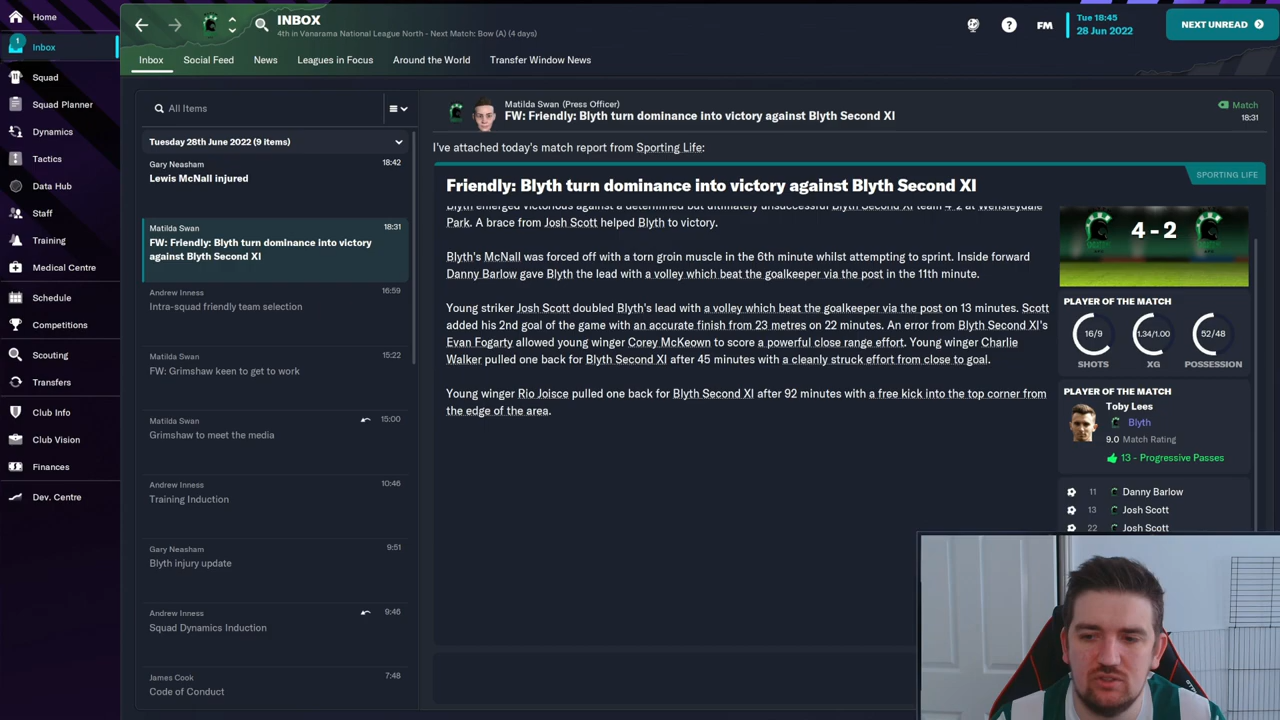 Home
1
Inbox
Squad
Squad Planner
Dynamics
Tactics
Data Hub
Staff
Training
Medical Centre
Schedule
Competitions
Scouting
Transfers
Club Info
Club Vision
Finances
Dev. Centre
INBOX
4th in Vanarama National League North - Next Match: Bow (A) (4 days)
FM
Tue 18:45
28 Jun 2022
NEXT UNREAD
Inbox
Social Feed
News
Leagues in Focus
Around the World
Transfer Window News
All Items
Tuesday 28th June 2022 (9 items)
Gary Neasham 18:42
Lewis McNall injured
Matilda Swan 18:31
FW: Friendly: Blyth turn dominance into victory
against Blyth Second XI
Andrew Inness 16:59
Intra-squad friendly team selection
Matilda Swan 15:22
FW: Grimshaw keen to get to work
Matilda Swan 15:00
Grimshaw to meet the media
Andrew Inness 10:46
Training Induction
Gary Neasham 9:51
Blyth injury update
Andrew Inness 9:46
Squad Dynamics Induction
James Cook 7:48
Code of Conduct
Matilda Swan (Press Officer)
FW: Friendly: Blyth turn dominance into victory against Blyth Second XI
Match
18:31
I've attached today's match report from Sporting Life:
SPORTING LIFE
Friendly: Blyth turn dominance into victory against Blyth Second XI
Blyth emerged victorious against a determined but ultimately unsuccessful Blyth Second XI team 4-2 at Wensleydale
Park. A brace from Josh Scott helped Blyth to victory.
Blyth's McNall was forced off with a torn groin muscle in the 6th minute whilst attempting to sprint. Inside forward
Danny Barlow gave Blyth the lead with a volley which beat the goalkeeper via the post in the 11th minute.
Young striker Josh Scott doubled Blyth's lead with a volley which beat the goalkeeper via the post on 13 minutes. Scott
added his 2nd goal of the game with an accurate finish from 23 metres on 22 minutes. An error from Blyth Second XI's
Evan Fogarty allowed young winger Corey McKeown to score a powerful close range effort. Young winger Charlie
Walker pulled one back for Blyth Second XI after 45 minutes with a cleanly struck effort from close to goal.
Young winger Rio Joisce pulled one back for Blyth Second XI after 92 minutes with a free kick into the top corner from
the edge of the area.
4 - 2
PLAYER OF THE MATCH
16/9
1.34/1.00
52/48
SHOTS
XG
POSSESSION
PLAYER OF THE MATCH
Toby Lees
Blyth
9.0 Match Rating
13 - Progressive Passes
11 Danny Barlow
13 Josh Scott
22 Josh Scott